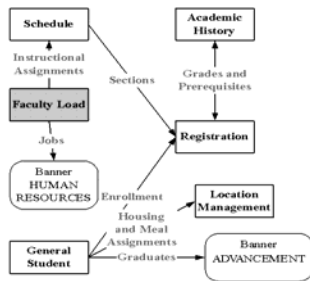 Schedule
Academic
History
Instructional
Assignments
Sections
Grades and
Prerequisites
Faculty Load
Jobs
Registration
Banner
HUMAN
RESOURCES
Enrollment
Housing
and Meal
Assignments
Location
Management
General
Student
Graduates
Banner
ADVANCEMENT